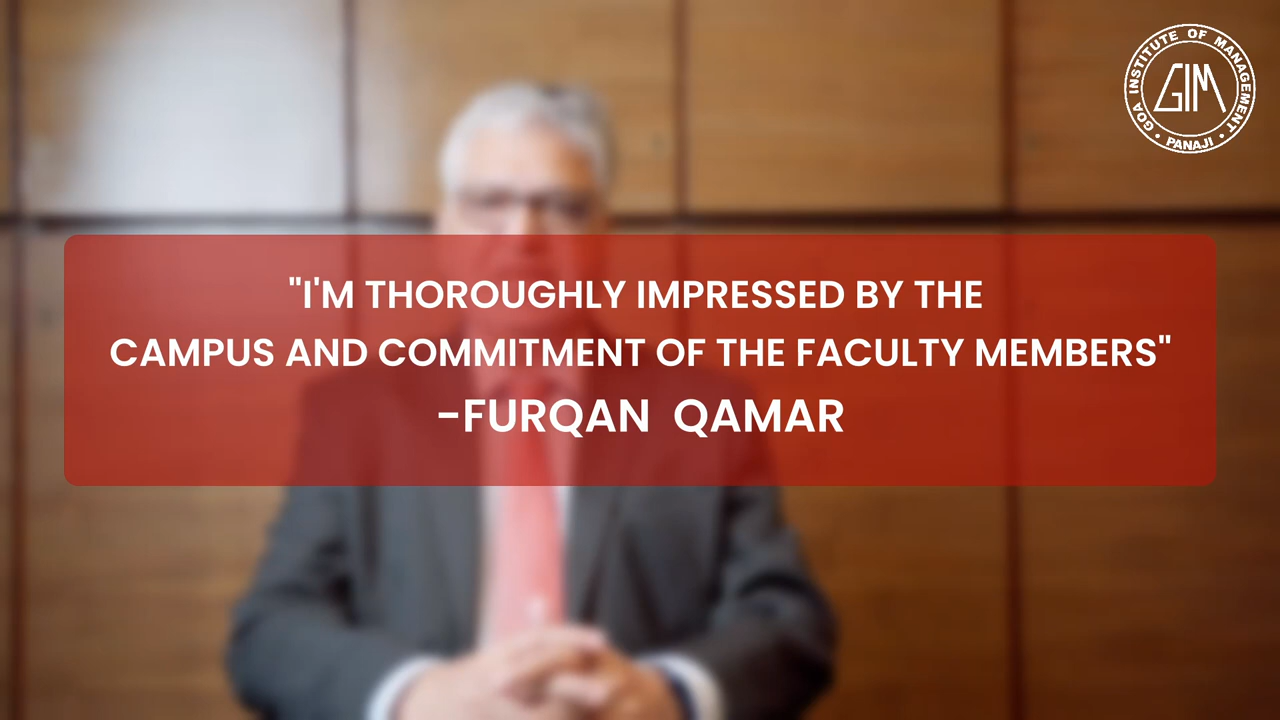 GOA INSTITUTE OF MANAGEMENT
GIM
• PANAJI •
"I'M THOROUGHLY IMPRESSED BY THE
CAMPUS AND COMMITMENT OF THE FACULTY MEMBERS"
-FURQAN QAMAR